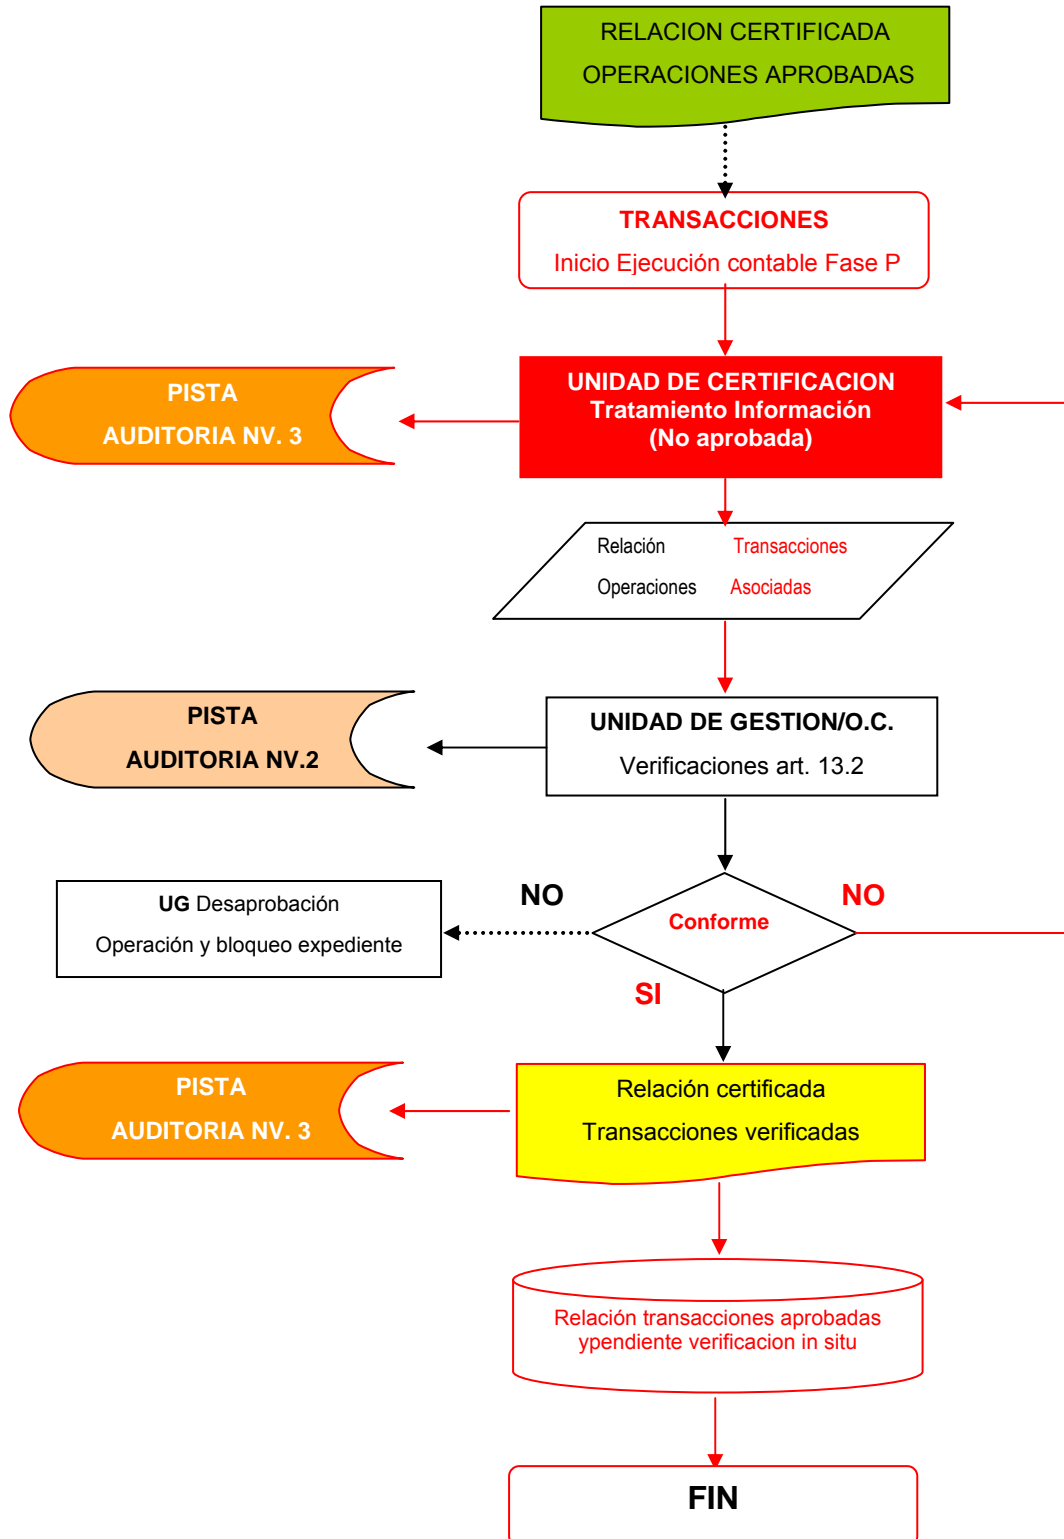 RELACION CERTIFICADA
OPERACIONES APROBADAS
TRANSACCIONES
Inicio Ejecución contable Fase P
PISTA
AUDITORIA NV. 3
UNIDAD DE CERTIFICACION
Tratamiento Información
(No aprobada)
Relación Transacciones
Operaciones Asociadas
PISTA
AUDITORIA NV.2
UNIDAD DE GESTION/O.C.
Verificaciones art. 13.2
UG Desaprobación
Operación y bloqueo expediente
NO
Conforme
NO
SI
PISTA
AUDITORIA NV. 3
Relación certificada
Transacciones verificadas
Relación transacciones aprobadas
ypendiente verificacion in situ
FIN